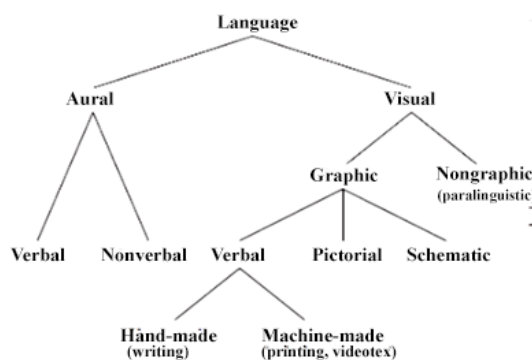 Language
Aural Visual
Graphic Nongraphic
(paralinguistic
Verbal Nonverbal Verbal Pictorial Schematic
Hand-made Machine-made
(writing) (printing, videotex)